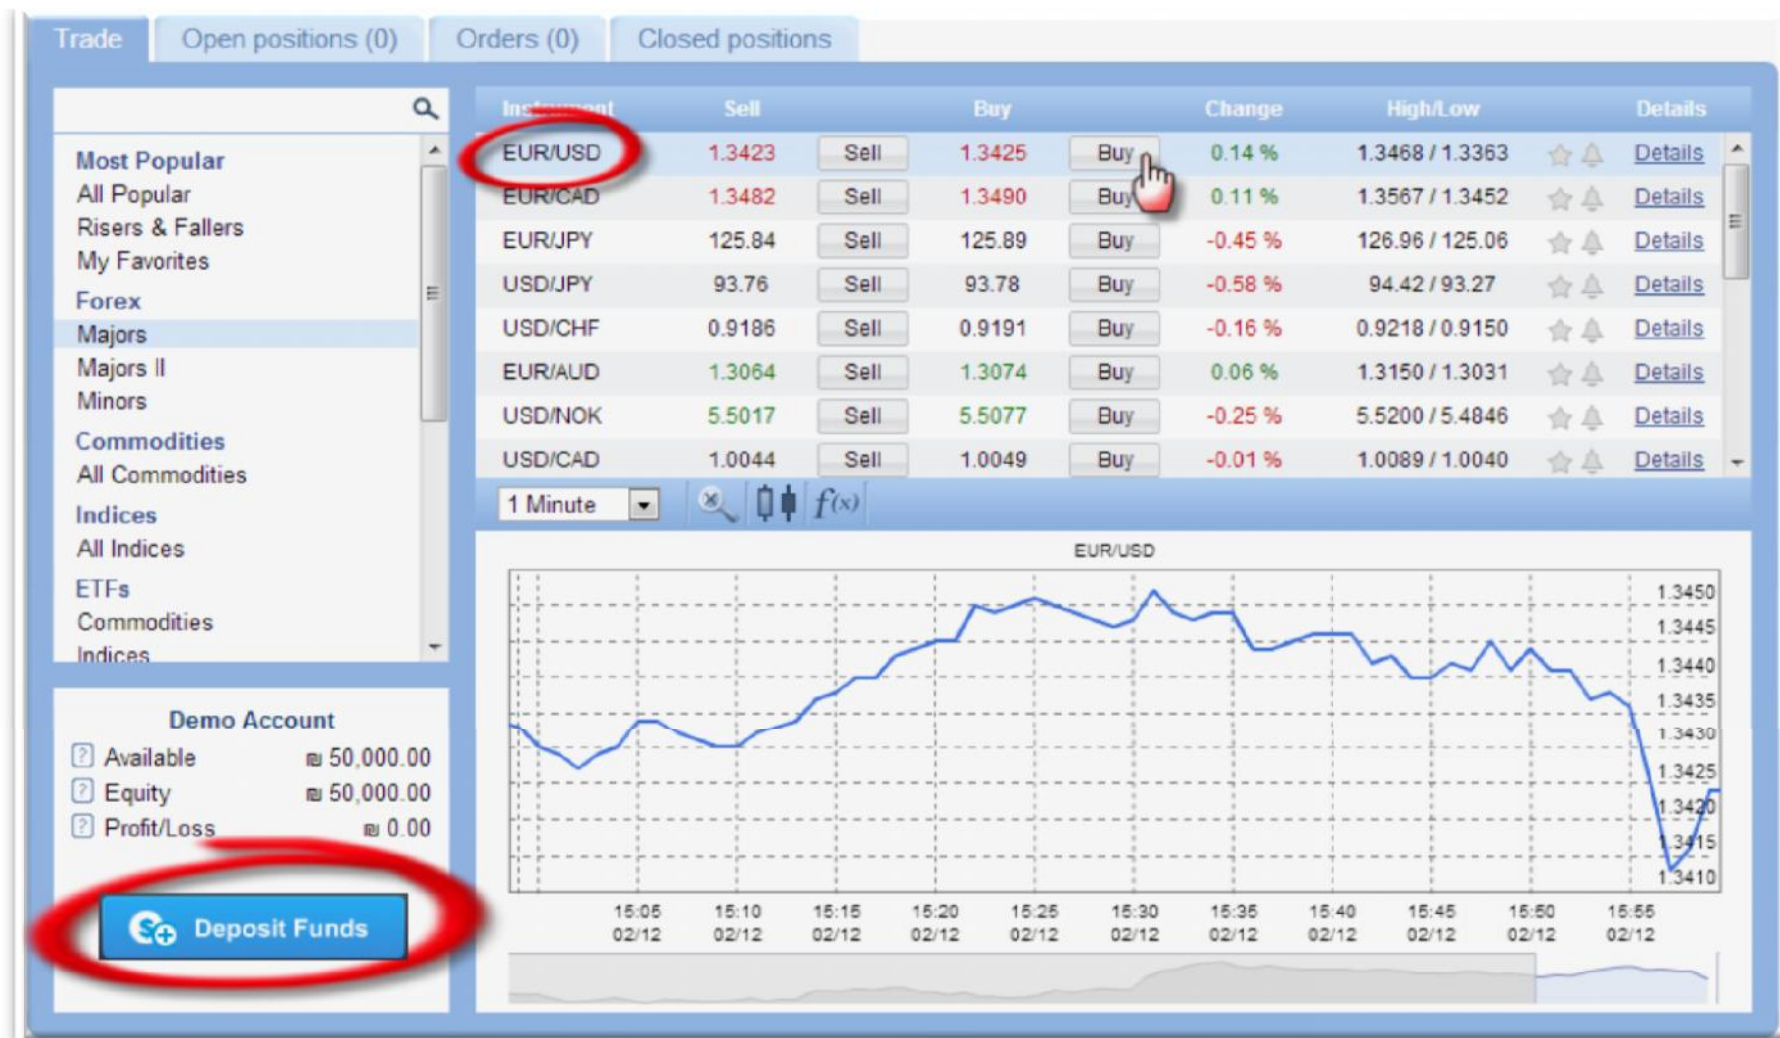 Trade Open positions (0) Orders (0) Closed positions
Most Popular
All Popular
Risers & Fallers
My Favorites
Forex
Majors
Majors II
Minors
Commodities
All Commodities
Indices
All Indices
ETFs
Commodities
Indices
Demo Account
? Available ₪ 50,000.00
? Equity ₪ 50,000.00
? Profit/Loss ₪ 0.00
Deposit Funds
Instrument Sell Buy Change High/Low Details
EUR/USD 1.3423 Sell 1.3425 Buy 0.14 % 1.3468 / 1.3363 Details
EUR/CAD 1.3482 Sell 1.3490 Buy 0.11 % 1.3567 / 1.3452 Details
EUR/JPY 125.84 Sell 125.89 Buy -0.45 % 126.96 / 125.06 Details
USD/JPY 93.76 Sell 93.78 Buy -0.58 % 94.42 / 93.27 Details
USD/CHF 0.9186 Sell 0.9191 Buy -0.16 % 0.9218 / 0.9150 Details
EUR/AUD 1.3064 Sell 1.3074 Buy 0.06 % 1.3150 / 1.3031 Details
USD/NOK 5.5017 Sell 5.5077 Buy -0.25 % 5.5200 / 5.4846 Details
USD/CAD 1.0044 Sell 1.0049 Buy -0.01 % 1.0089 / 1.0040 Details
1 Minute f(x)
EUR/USD
1.3450
1.3445
1.3440
1.3435
1.3430
1.3425
1.3420
1.3415
1.3410
15:05 15:10 15:15 15:20 15:25 15:30 15:35 15:40 15:45 15:50 15:55
02/12 02/12 02/12 02/12 02/12 02/12 02/12 02/12 02/12 02/12 02/12